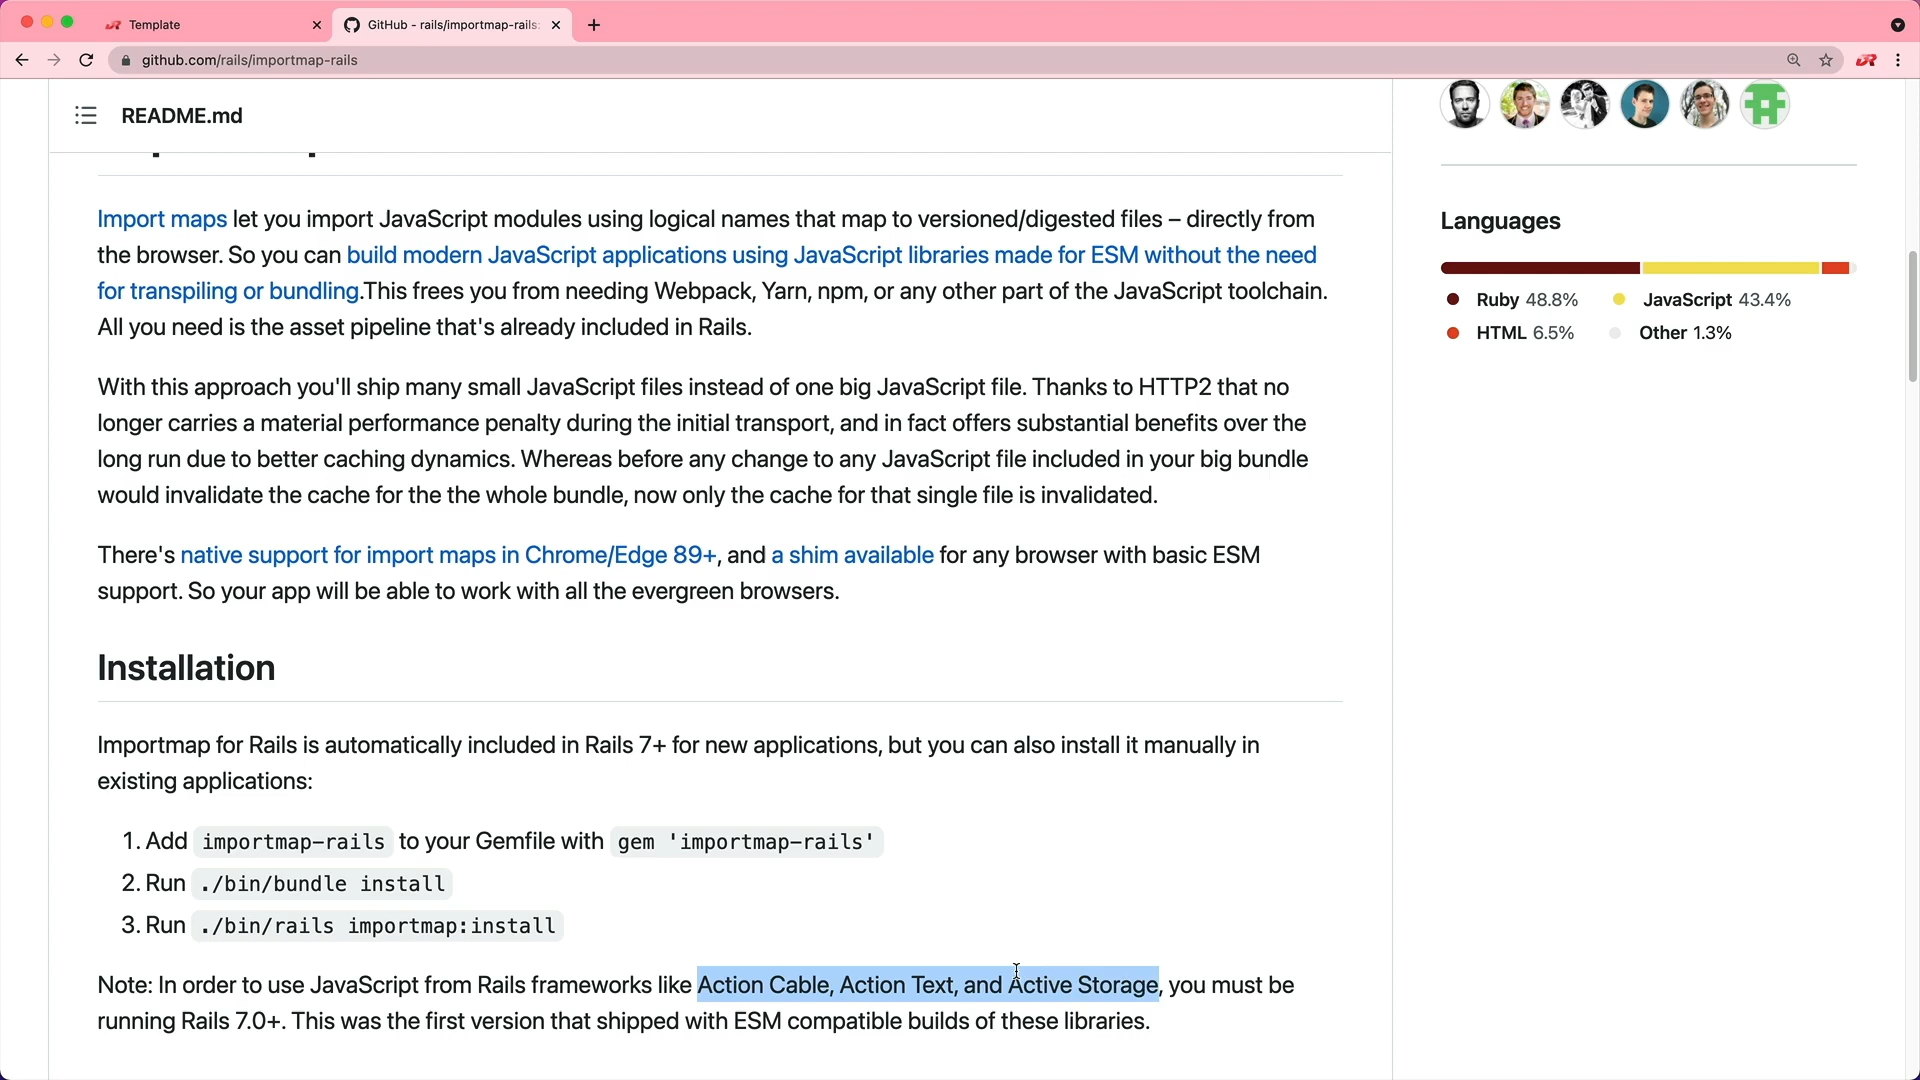 Template
GitHub - rails/importmap-rails:
github.com/rails/importmap-rails
README.md
Import maps let you import JavaScript modules using logical names that map to versioned/digested files – directly from
the browser. So you can build modern JavaScript applications using JavaScript libraries made for ESM without the need
for transpiling or bundling.This frees you from needing Webpack, Yarn, npm, or any other part of the JavaScript toolchain.
All you need is the asset pipeline that's already included in Rails.
With this approach you'll ship many small JavaScript files instead of one big JavaScript file. Thanks to HTTP2 that no
longer carries a material performance penalty during the initial transport, and in fact offers substantial benefits over the
long run due to better caching dynamics. Whereas before any change to any JavaScript file included in your big bundle
would invalidate the cache for the the whole bundle, now only the cache for that single file is invalidated.
There's native support for import maps in Chrome/Edge 89+, and a shim available for any browser with basic ESM
support. So your app will be able to work with all the evergreen browsers.
Installation
Importmap for Rails is automatically included in Rails 7+ for new applications, but you can also install it manually in
existing applications:
1. Add importmap-rails to your Gemfile with gem 'importmap-rails'
2. Run ./bin/bundle install
3. Run ./bin/rails importmap:install
Note: In order to use JavaScript from Rails frameworks like Action Cable, Action Text, and Active Storage, you must be
running Rails 7.0+. This was the first version that shipped with ESM compatible builds of these libraries.
Languages
Ruby 48.8% JavaScript 43.4%
HTML 6.5% Other 1.3%